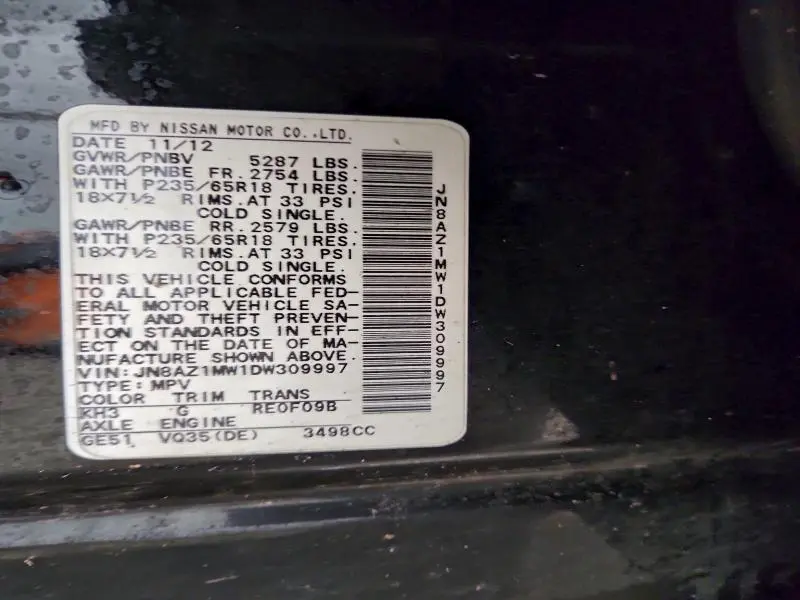 MFD BY NISSAN MOTOR CO.,LTD.
DATE 11/12
GVWR/PNBV 5287 LBS.
GAWR/PNBE FR. 2754 LBS.
WITH P235/65R18 TIRES.
18×7½ RIMS.AT 33 PSI
COLD SINGLE.
GAWR/PNBE RR. 2579 LBS.
WITH P235/65R18 TIRES.
18×7½ RIMS.AT 33 PSI
COLD SINGLE.
THIS VEHICLE CONFORMS
TO ALL APPLICABLE FED-
ERAL MOTOR VEHICLE SA-
FETY AND THEFT PREVEN-
TION STANDARDS IN EFF-
ECT ON THE DATE OF MA-
NUFACTURE SHOWN ABOVE.
VIN: JN8AZ1MW1DW309997
TYPE: MPV
COLOR TRIM TRANS
KH3 G RE0F09B
AXLE ENGINE
GE51 VQ35(DE) 3498CC
JN8AZ1MW1DW309997